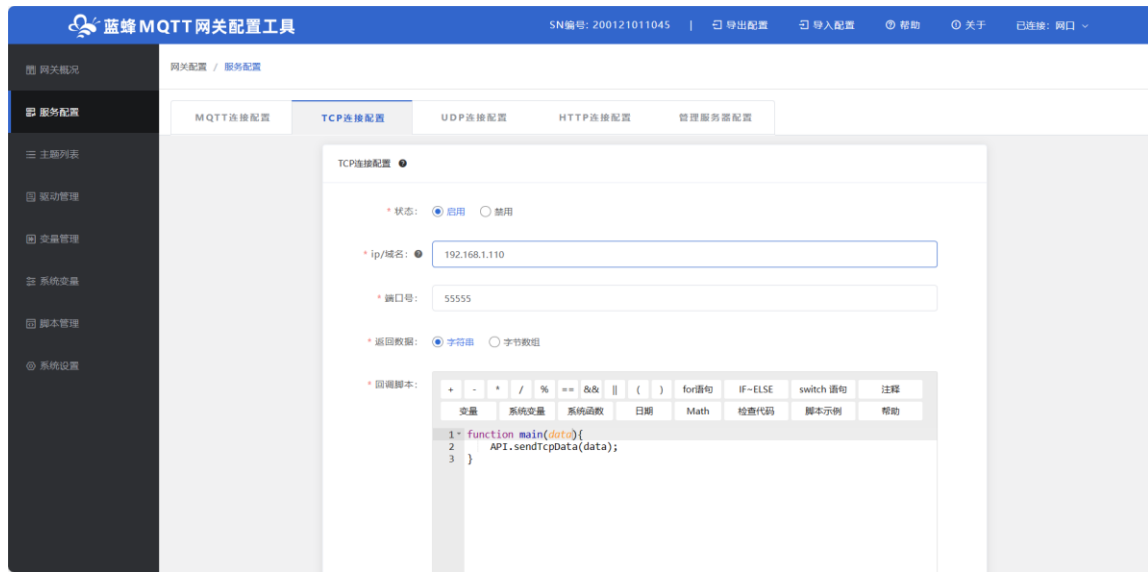 蓝蜂MQTT网关配置工具 SN编号: 200121011045 | 导出配置 导入配置 帮助 关于 已连接: 网口
网关概况
网关配置 / 服务配置
服务配置
MQTT连接配置 TCP连接配置 UDP连接配置 HTTP连接配置 管理服务器配置
主题列表
TCP连接配置
驱动管理
* 状态: 启用 禁用
变量管理
* ip/域名: 192.168.1.110
系统变量
* 端口号: 55555
脚本管理
* 返回数据: 字符串 字节数组
系统设置
* 回调脚本: + - * / % == && || ( ) for语句 IF~ELSE switch 语句 注释
变量 系统变量 系统函数 日期 Math 检查代码 脚本示例 帮助
1 function main(data){
2 API.sendTcpData(data);
3 }